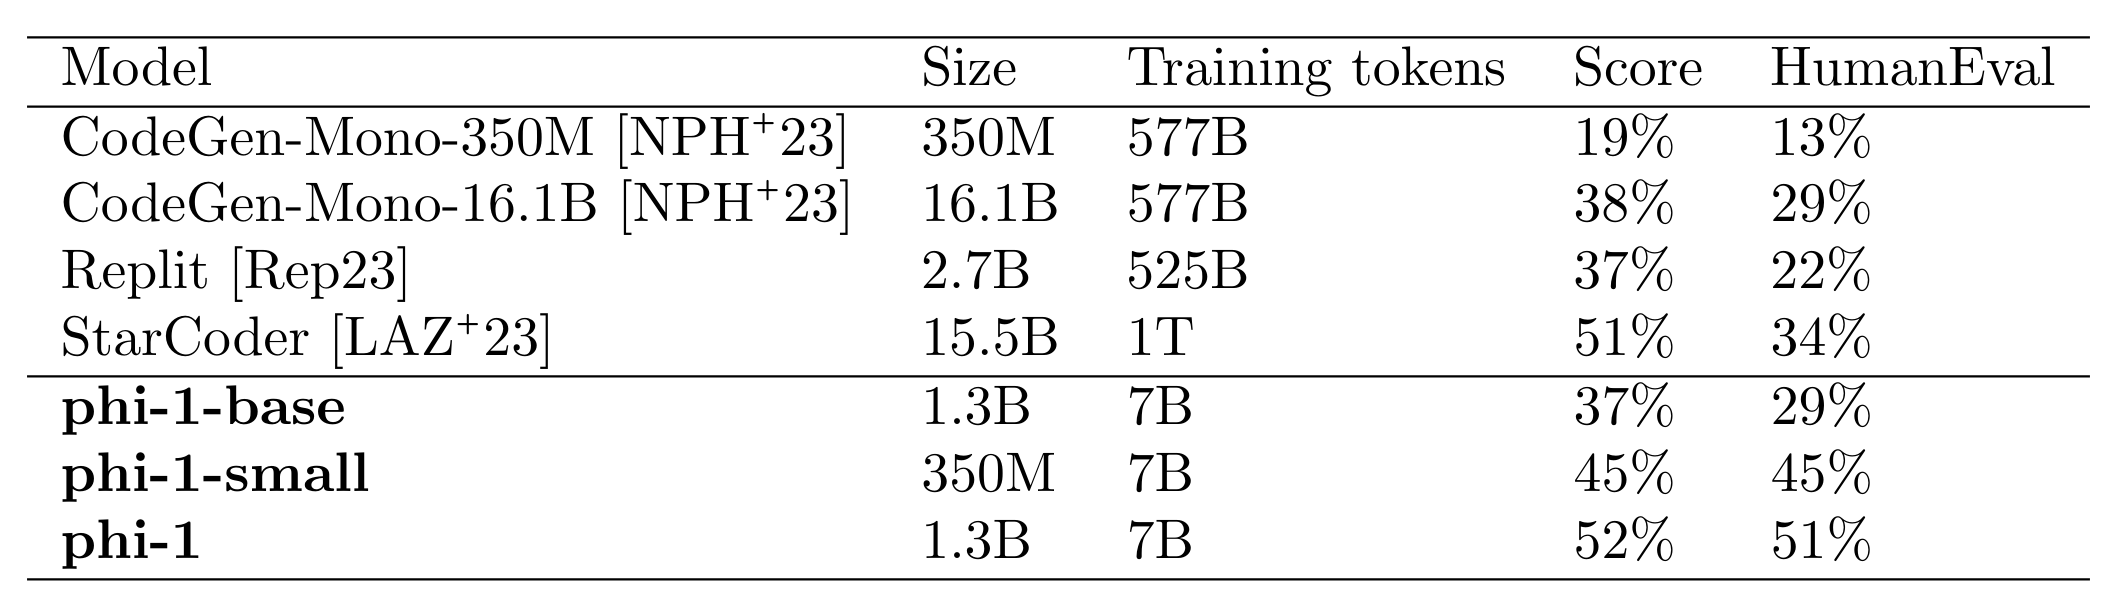 Model Size Training tokens Score HumanEval
CodeGen-Mono-350M [NPH⁺23] 350M 577B 19% 13%
CodeGen-Mono-16.1B [NPH⁺23] 16.1B 577B 38% 29%
Replit [Rep23] 2.7B 525B 37% 22%
StarCoder [LAZ⁺23] 15.5B 1T 51% 34%
phi-1-base 1.3B 7B 37% 29%
phi-1-small 350M 7B 45% 45%
phi-1 1.3B 7B 52% 51%